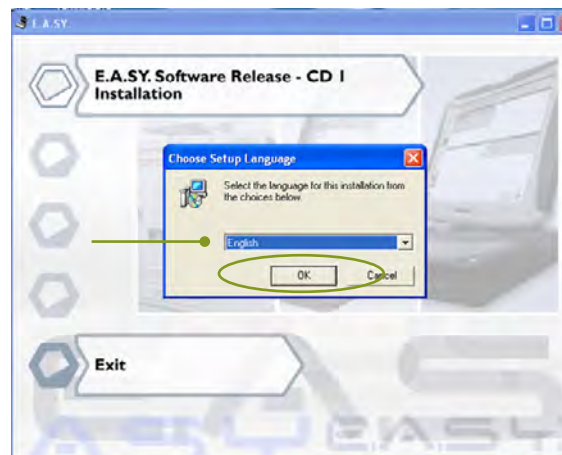 E.A.SY.
E.A.SY. Software Release - CD 1
Installation
Choose Setup Language
Select the language for this installation from
the choices below.
English
OK
Cancel
Exit
EASY